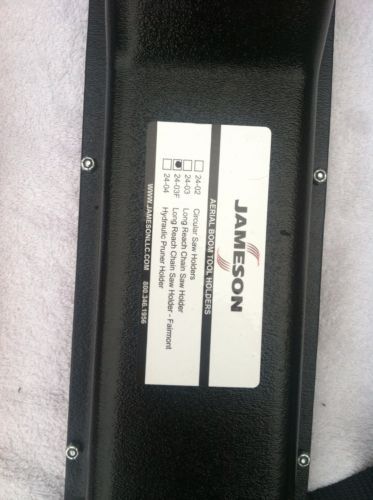 JAMESON
AERIAL BOOM TOOL HOLDERS
24-02 Circular Saw Holders
24-03 Long Reach Chain Saw Holder
24-03F Long Reach Chain Saw Holder - Fairmont
24-04 Hydraulic Pruner Holder
WWW.JAMESONLLC.COM 800.346.1956